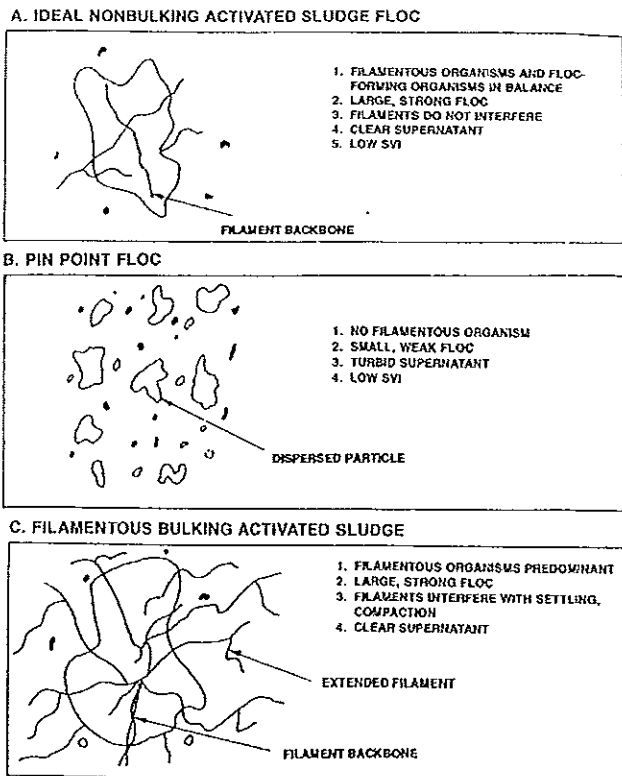 A. IDEAL NONBULKING ACTIVATED SLUDGE FLOC
1. FILAMENTOUS ORGANISMS AND FLOC-
FORMING ORGANISMS IN BALANCE
2. LARGE, STRONG FLOC
3. FILAMENTS DO NOT INTERFERE
4. CLEAR SUPERNATANT
5. LOW SVI
FILAMENT BACKBONE
B. PIN POINT FLOC
1. NO FILAMENTOUS ORGANISM
2. SMALL, WEAK FLOC
3. TURBID SUPERNATANT
4. LOW SVI
DISPERSED PARTICLE
C. FILAMENTOUS BULKING ACTIVATED SLUDGE
1. FILAMENTOUS ORGANISMS PREDOMINANT
2. LARGE, STRONG FLOC
3. FILAMENTS INTERFERE WITH SETTLING,
COMPACTION
4. CLEAR SUPERNATANT
EXTENDED FILAMENT
FILAMENT BACKBONE